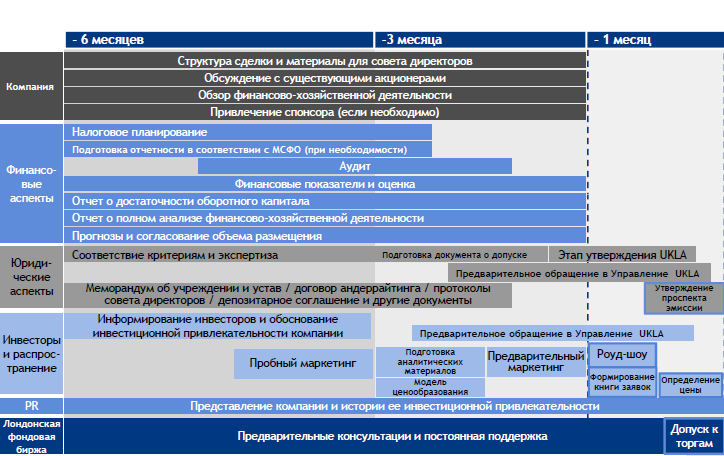 - 6 месяцев
-3 месяца
- 1 месяц
Компания
Структура сделки и материалы для совета директоров
Обсуждение с существующими акционерами
Обзор финансово-хозяйственной деятельности
Привлечение спонсора (если необходимо)
Финансо-
вые
аспекты
Налоговое планирование
Подготовка отчетности в соответствии с МСФО (при необходимости)
Аудит
Финансовые показатели и оценка
Отчет о достаточности оборотного капитала
Отчет о полном анализе финансово-хозяйственной деятельности
Прогнозы и согласование объема размещения
Юриди-
ческие
аспекты
Соответствие критериям и экспертиза
Подготовка документа о допуске
Этап утверждения UKLA
Предварительное обращение в Управление UKLA
Меморандум об учреждении и устав / договор андеррайтинга / протоколы
совета директоров / депозитарное соглашение и другие документы
Утверждение
проспекта
эмиссии
Инвесторы
и распрос-
транение
Информирование инвесторов и обоснование
инвестиционной привлекательности компании
Предварительное обращение в Управление UKLA
Пробный маркетинг
Подготовка
аналитических
материалов
Модель
ценообразования
Предварительный
маркетинг
Роуд-шоу
Формирование
книги заявок
Определение
цены
PR
Представление компании и истории ее инвестиционной привлекательности
Лондонская
фондовая
биржа
Предварительные консультации и постоянная поддержка
Допуск к
торгам